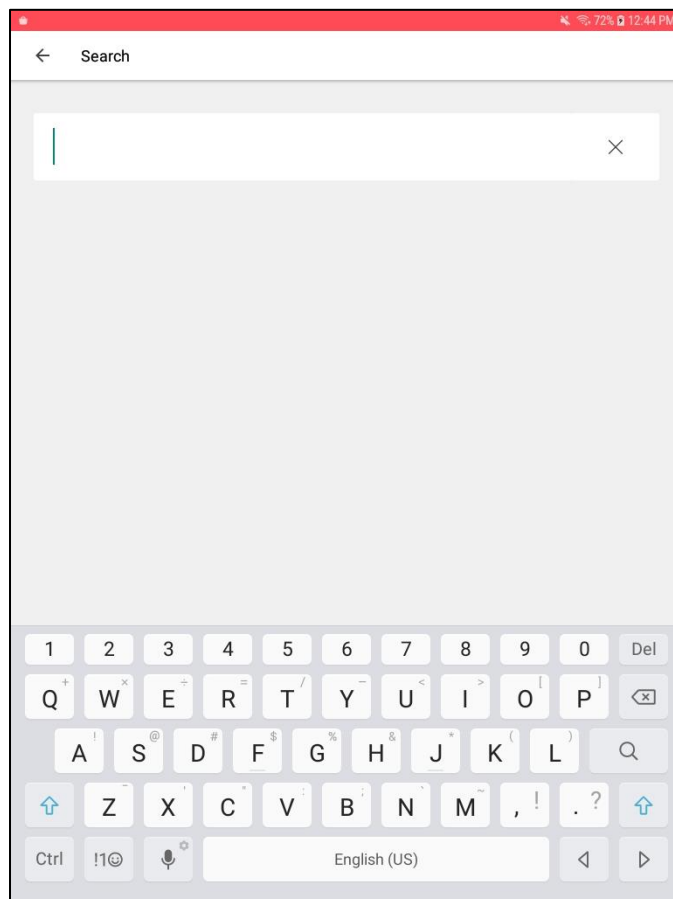 72% 12:44 PM
Search
1 2 3 4 5 6 7 8 9 0 Del
Q + W × E ÷ R = T / Y _ U < I > O [ P ]
A ! S @ D # F $ G % H & J * K ( L )
Z - X ' C " V : B ; N ` M ~ , ! . ?
Ctrl !1☺ English (US)